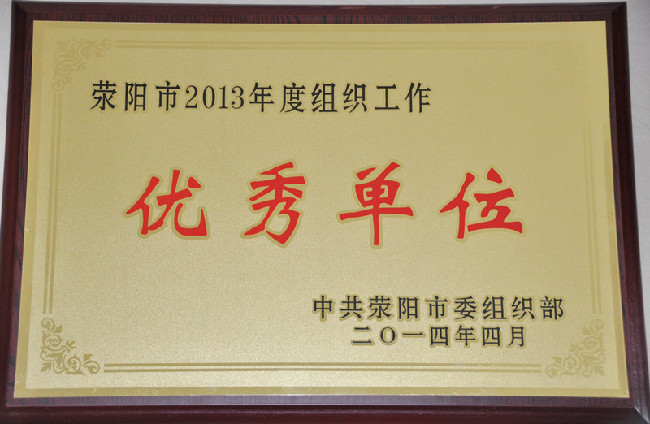 荥阳市2013年度组织工作
优秀单位
中共荥阳市委组织部
二〇一四年四月